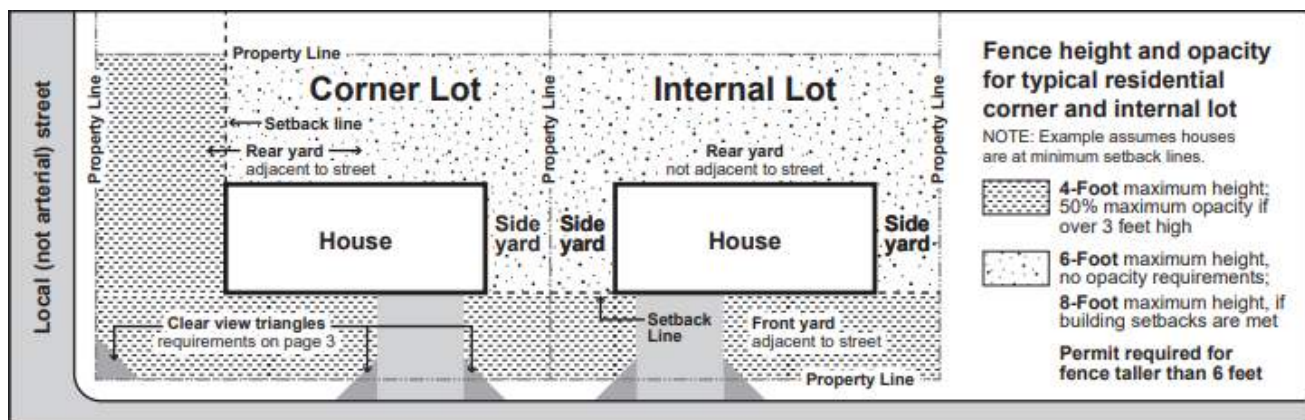 Local (not arterial) street
Property Line
Property Line
Corner Lot
Setback line
Rear yard
adjacent to street
House
Side
yard
Clear view triangles
requirements on page 3
Property Line
Internal Lot
Rear yard
not adjacent to street
Side
yard
House
Side
yard
Setback
Line
Front yard
adjacent to street
Property Line
Property Line
Fence height and opacity
for typical residential
corner and internal lot
NOTE: Example assumes houses
are at minimum setback lines.
4-Foot maximum height;
50% maximum opacity if
over 3 feet high
6-Foot maximum height,
no opacity requirements;
8-Foot maximum height, if
building setbacks are met
Permit required for
fence taller than 6 feet